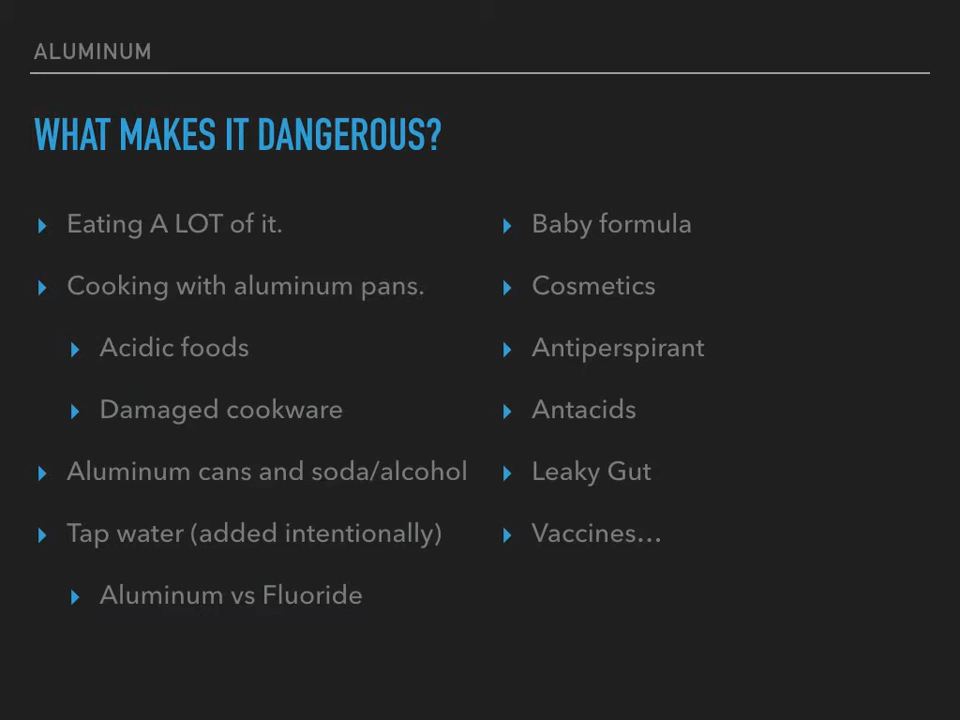 ALUMINUM
WHAT MAKES IT DANGEROUS?
Eating A LOT of it.
Cooking with aluminum pans.
Acidic foods
Damaged cookware
Aluminum cans and soda/alcohol
Tap water (added intentionally)
Aluminum vs Fluoride
Baby formula
Cosmetics
Antiperspirant
Antacids
Leaky Gut
Vaccines…